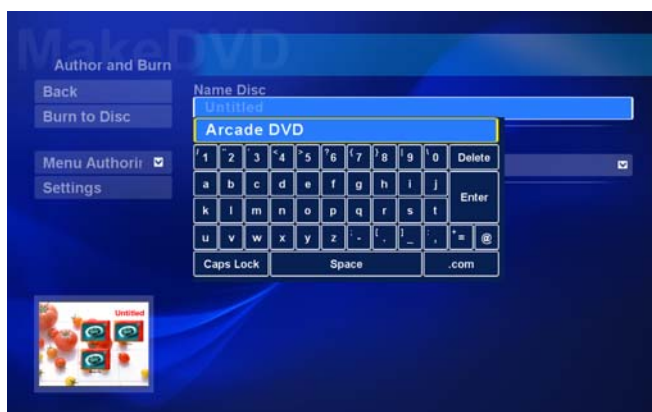 MakeDVD
Author and Burn
Back
Burn to Disc
Menu Authorir
Settings
Name Disc
Untitled
Arcade DVD
1 2 3 4 5 6 7 8 9 0 Delete
a b c d e f g h i j
Enter
k l m n o p q r s t
u v w x y z - . _ , = @
Caps Lock Space .com
Untitled